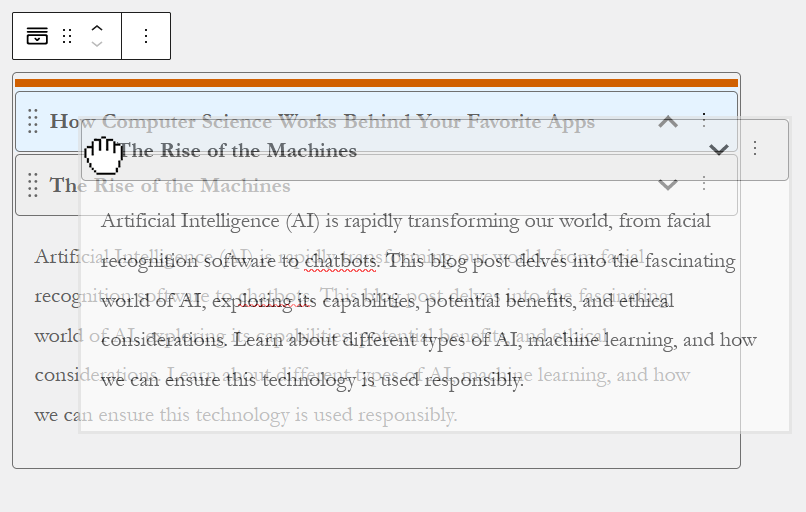 How Computer Science Works Behind Your Favorite Apps
The Rise of the Machines
The Rise of the Machines
Artificial Intelligence (AI) is rapidly transforming our world, from facial
recognition software to chatbots. This blog post delves into the fascinating
world of AI, exploring its capabilities, potential benefits, and ethical
considerations. Learn about different types of AI, machine learning, and how
we can ensure this technology is used responsibly.
Artificial Intelligence (AI) is rapidly transforming our world, from facial
recognition software to chatbots. This blog post delves into the fascinating
world of AI, exploring its capabilities, potential benefits, and ethical
considerations. Learn about different types of AI, machine learning, and how
we can ensure this technology is used responsibly.